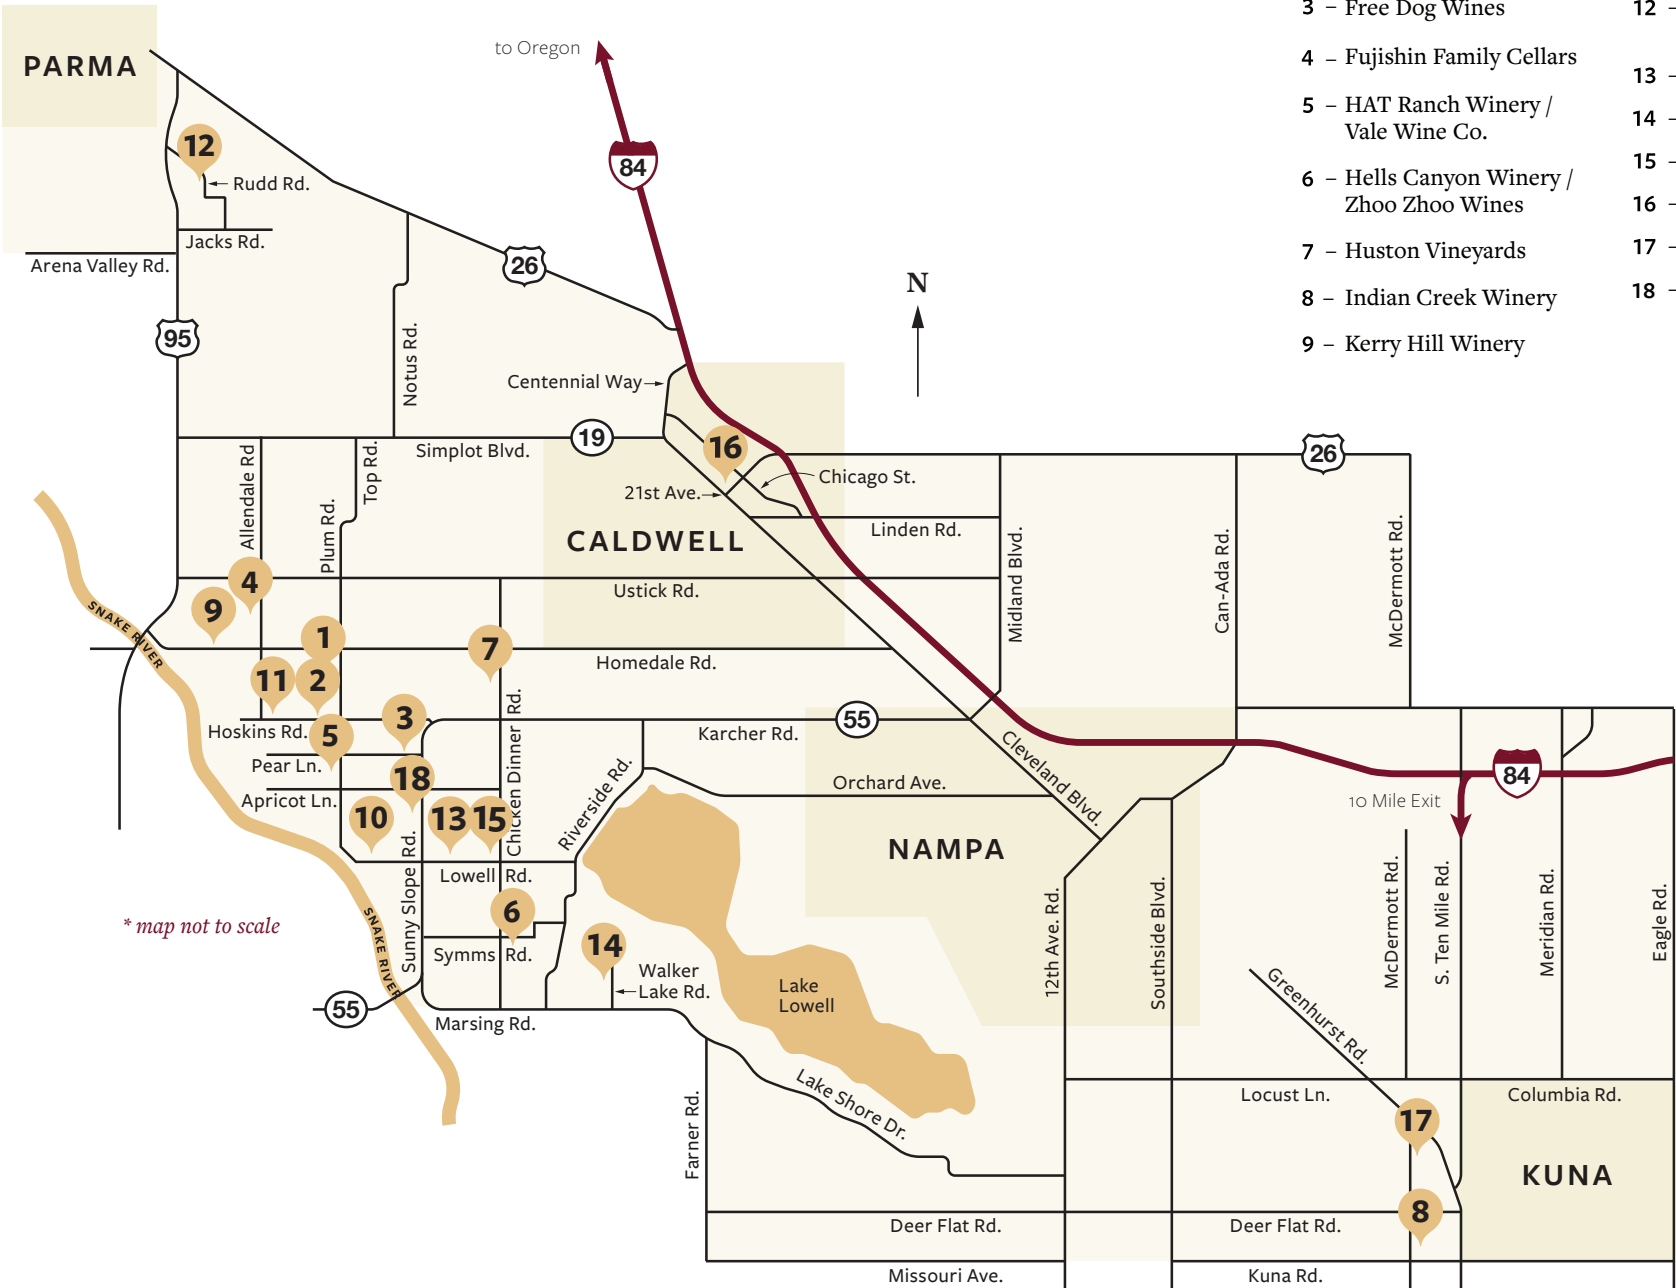 3 – Free Dog Wines
4 – Fujishin Family Cellars
5 – HAT Ranch Winery /
Vale Wine Co.
6 – Hells Canyon Winery /
Zhoo Zhoo Wines
7 – Huston Vineyards
8 – Indian Creek Winery
9 – Kerry Hill Winery
12 –
13 –
14 –
15 –
16 –
17 –
18 –
to Oregon
PARMA
84
12
Rudd Rd.
Jacks Rd.
Arena Valley Rd.
26
N
95
Notus Rd.
Centennial Way
19
Simplot Blvd.
16
26
Allendale Rd
Top Rd.
Plum Rd.
21st Ave.
Chicago St.
CALDWELL
Linden Rd.
Midland Blvd.
Can-Ada Rd.
McDermott Rd.
4
Ustick Rd.
9
1
7
SNAKE RIVER
Homedale Rd.
11
2
3
Chicken Dinner Rd.
55
Hoskins Rd.
5
Karcher Rd.
Pear Ln.
18
Cleveland Blvd.
84
Apricot Ln.
Orchard Ave.
10 Mile Exit
10
13
15
Riverside Rd.
NAMPA
Sunny Slope Rd.
Lowell Rd.
* map not to scale
6
SNAKE RIVER
Symms Rd.
14
Walker
Lake Rd.
Lake
Lowell
12th Ave. Rd.
Southside Blvd.
McDermott Rd.
S. Ten Mile Rd.
Meridian Rd.
Eagle Rd.
55
Marsing Rd.
Greenhurst Rd.
Lake Shore Dr.
Farner Rd.
Locust Ln.
Columbia Rd.
17
KUNA
8
Deer Flat Rd.
Deer Flat Rd.
Missouri Ave.
Kuna Rd.